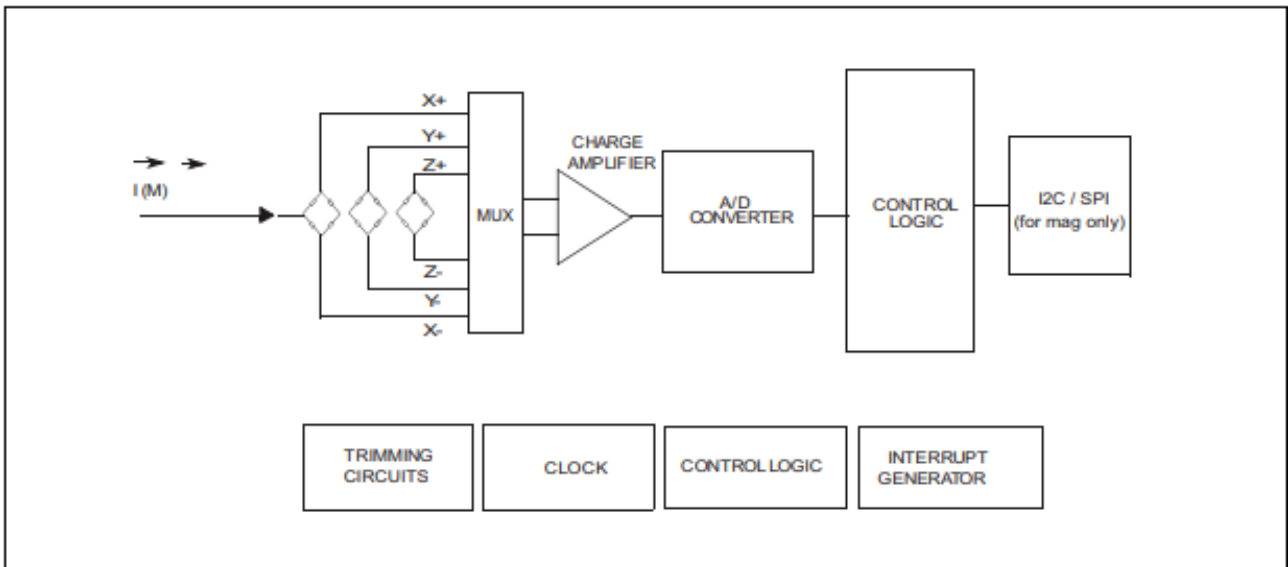 X+
Y+
Z+
I (M)
MUX
Z-
Y-
X-
CHARGE
AMPLIFIER
A/D
CONVERTER
CONTROL
LOGIC
I2C / SPI
(for mag only)
TRIMMING
CIRCUITS
CLOCK
CONTROL LOGIC
INTERRUPT
GENERATOR